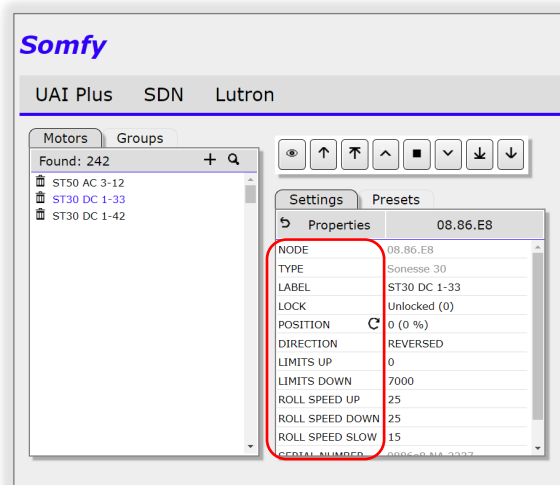 Somfy
UAI Plus SDN Lutron
Motors Groups
Found: 242
ST50 AC 3-12
ST30 DC 1-33
ST30 DC 1-42
Settings Presets
Properties 08.86.E8
NODE 08.86.E8
TYPE Sonesse 30
LABEL ST30 DC 1-33
LOCK Unlocked (0)
POSITION 0 (0 %)
DIRECTION REVERSED
LIMITS UP 0
LIMITS DOWN 7000
ROLL SPEED UP 25
ROLL SPEED DOWN 25
ROLL SPEED SLOW 15
SERIAL NUMBER